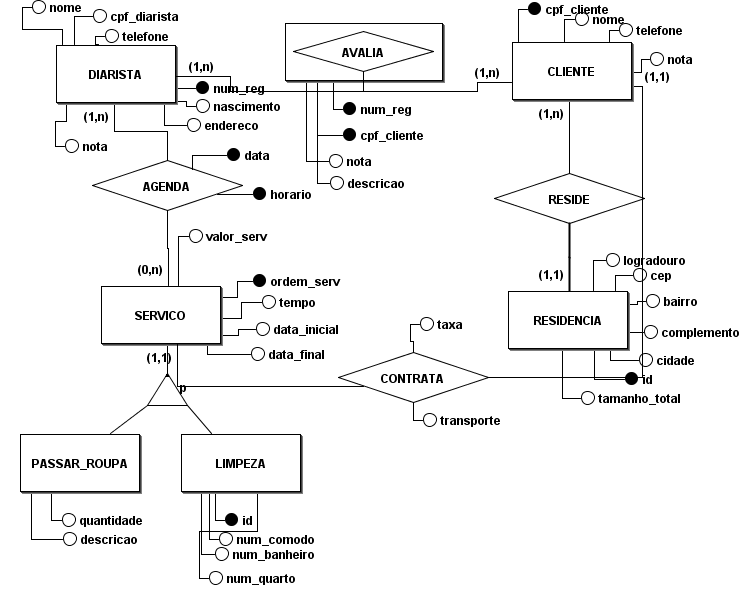 nome
cpf_diarista
telefone
DIARISTA
(1,n)
num_reg
nascimento
endereco
(1,n)
nota
AVALIA
num_reg
cpf_cliente
nota
descricao
cpf_cliente
nome
telefone
CLIENTE
nota
(1,1)
(1,n)
(1,n)
AGENDA
data
horario
RESIDE
valor_serv
(0,n)
SERVICO
ordem_serv
tempo
data_inicial
data_final
(1,1)
p
(1,1)
RESIDENCIA
logradouro
cep
bairro
complemento
cidade
id
tamanho_total
taxa
CONTRATA
transporte
PASSAR_ROUPA
quantidade
descricao
LIMPEZA
id
num_comodo
num_banheiro
num_quarto